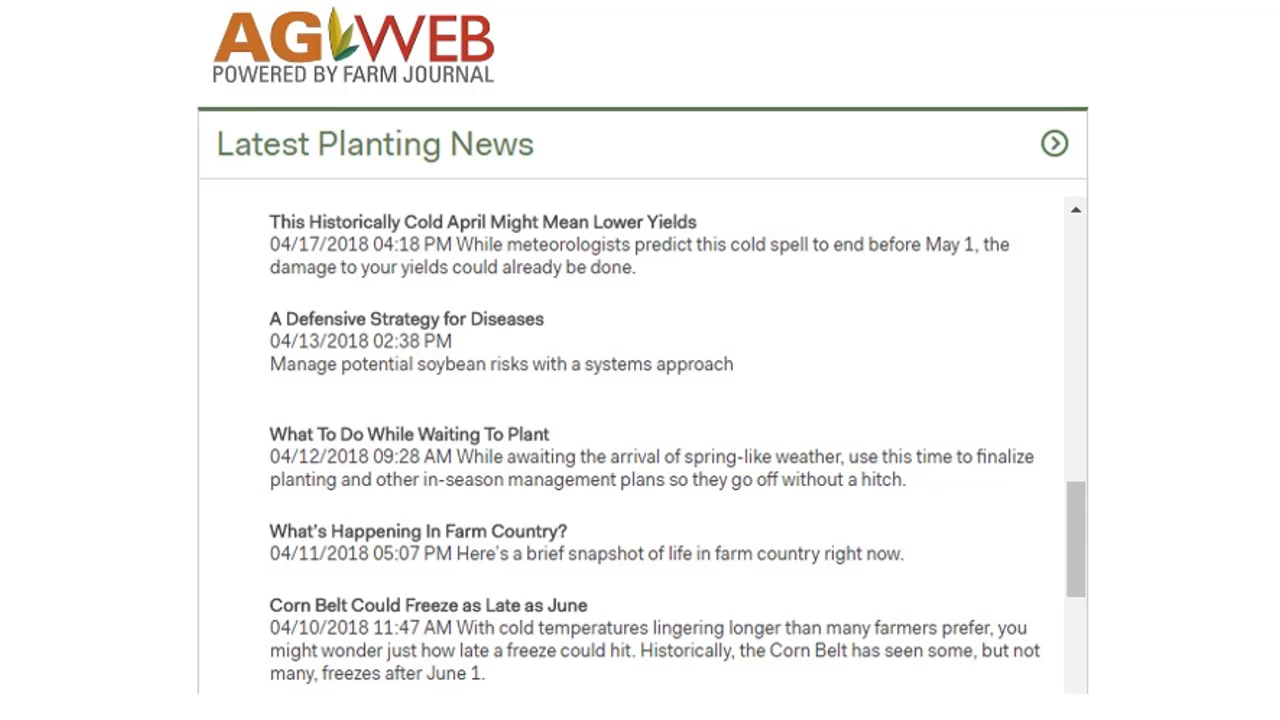 AGWEB
POWERED BY FARM JOURNAL
Latest Planting News
This Historically Cold April Might Mean Lower Yields
04/17/2018 04:18 PM While meteorologists predict this cold spell to end before May 1, the
damage to your yields could already be done.
A Defensive Strategy for Diseases
04/13/2018 02:38 PM
Manage potential soybean risks with a systems approach
What To Do While Waiting To Plant
04/12/2018 09:28 AM While awaiting the arrival of spring-like weather, use this time to finalize
planting and other in-season management plans so they go off without a hitch.
What's Happening In Farm Country?
04/11/2018 05:07 PM Here's a brief snapshot of life in farm country right now.
Corn Belt Could Freeze as Late as June
04/10/2018 11:47 AM With cold temperatures lingering longer than many farmers prefer, you
might wonder just how late a freeze could hit. Historically, the Corn Belt has seen some, but not
many, freezes after June 1.